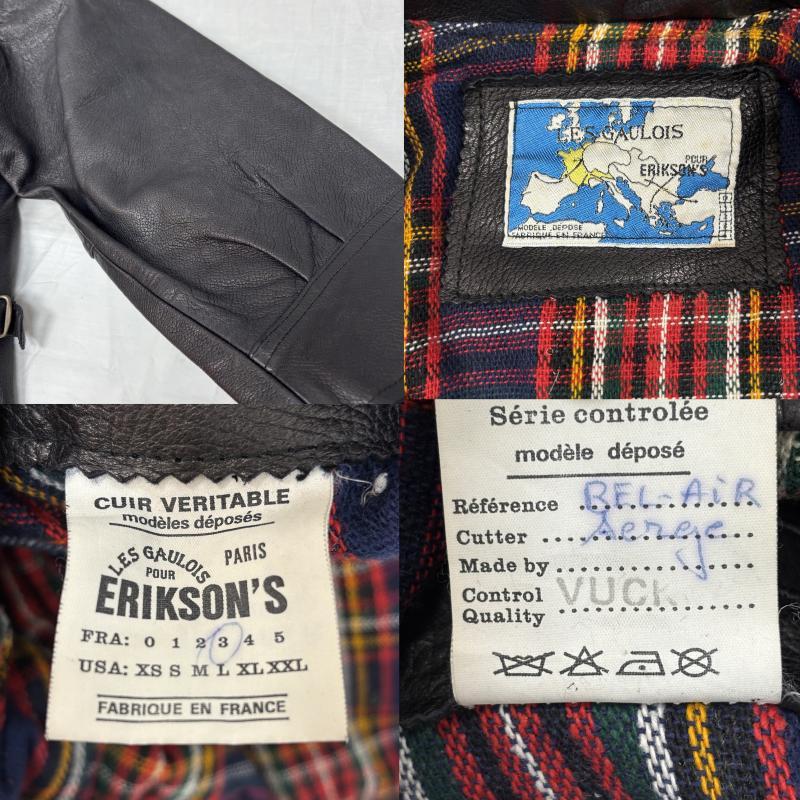 LES GAULOIS
POUR
ERIKSON'S
MODELE DEPOSE
FABRIQUE EN FRANCE
CUIR VERITABLE
modèles déposés
LES GAULOIS
POUR
PARIS
ERIKSON'S
FRA: 0 1 2 3 4 5
USA: XS S M L XL XXL
FABRIQUE EN FRANCE
Série controlée
modèle déposé
Référence BEL-AiR
Cutter Serge
Made by
Control
Quality